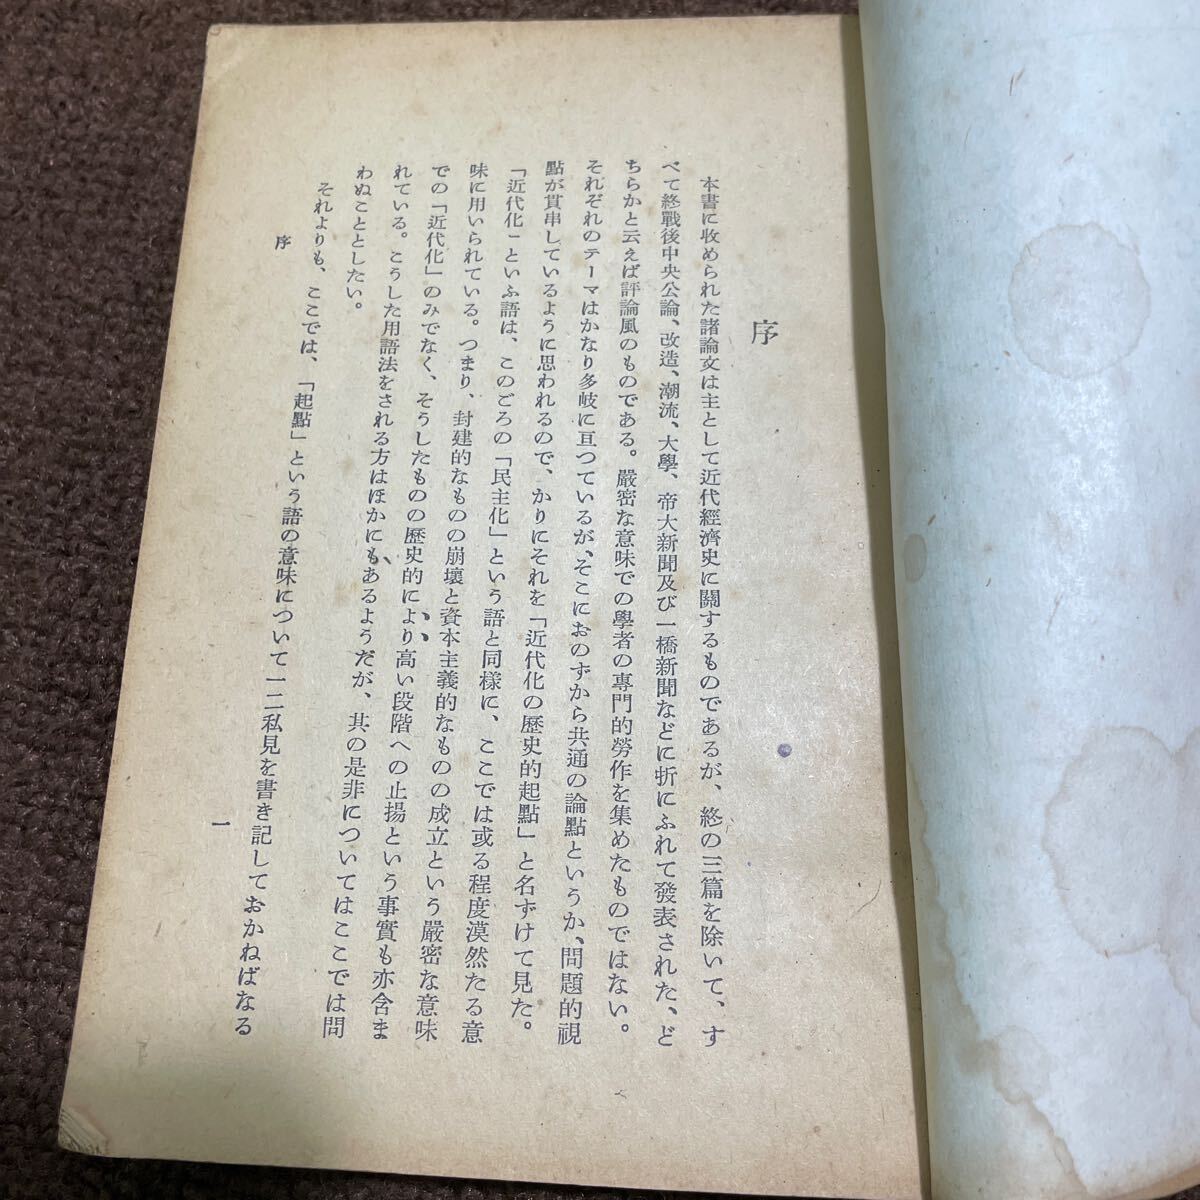 序
本書に收められた諸論文は主として近代經濟史に關するものであるが、終の三篇を除いて、す
べて終戰後中央公論、改造、潮流、大學、帝大新聞及び一橋新聞などに折にふれて發表された、ど
ちらかと云えば評論風のものである。嚴密な意味での學者の專門的勞作を集めたものではない。
それぞれのテーマはかなり多岐に亘つているが、そこにおのずから共通の論點というか、問題的視
點が貫串しているように思われるので、かりにそれを「近代化の歷史的起點」と名ずけて見た。
「近代化」といふ語は、このごろの「民主化」という語と同樣に、ここでは或る程度漠然たる意
味に用いられている。つまり、封建的なものの崩壞と資本主義的なものの成立という嚴密な意味
での「近代化」のみでなく、そうしたものの歷史的により高い段階への止揚という事實も亦含ま
れている。こうした用語法をされる方はほかにもあるようだが、其の是非についてはここでは問
わぬこととしたい。
それよりも、ここでは、「起點」という語の意味について一二私見を書き記しておかねばなる
序
一